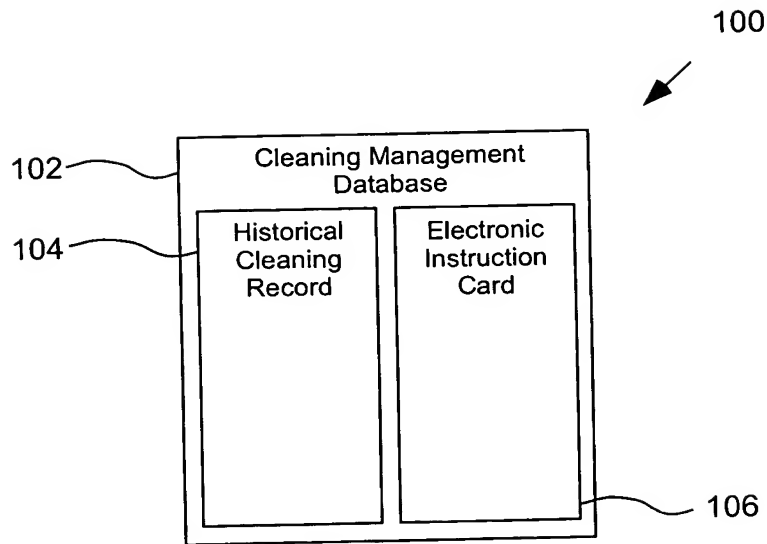 100
102
Cleaning Management
Database
104
Historical
Cleaning
Record
Electronic
Instruction
Card
106